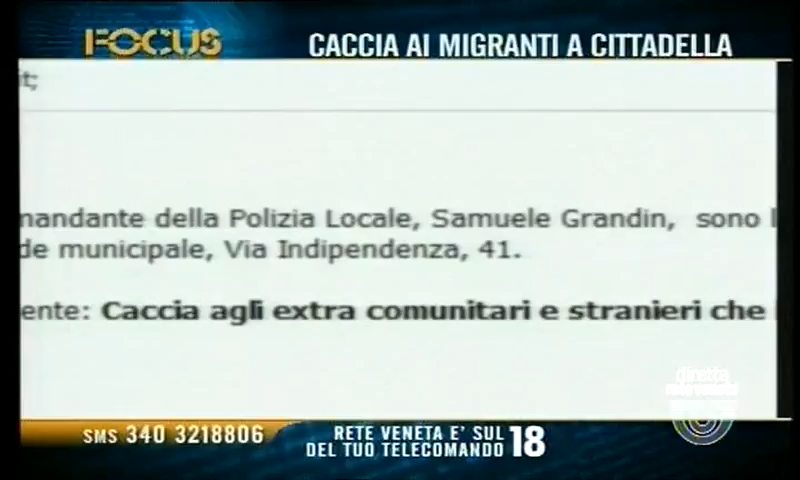 FOCUS
CACCIA AI MIGRANTI A CITTADELLA
t;
mandante della Polizia Locale, Samuele Grandin, sono l
de municipale, Via Indipendenza, 41.
ente: Caccia agli extra comunitari e stranieri che
diretta
SMS 340 3218806
RETE VENETA E' SUL 18
DEL TUO TELECOMANDO